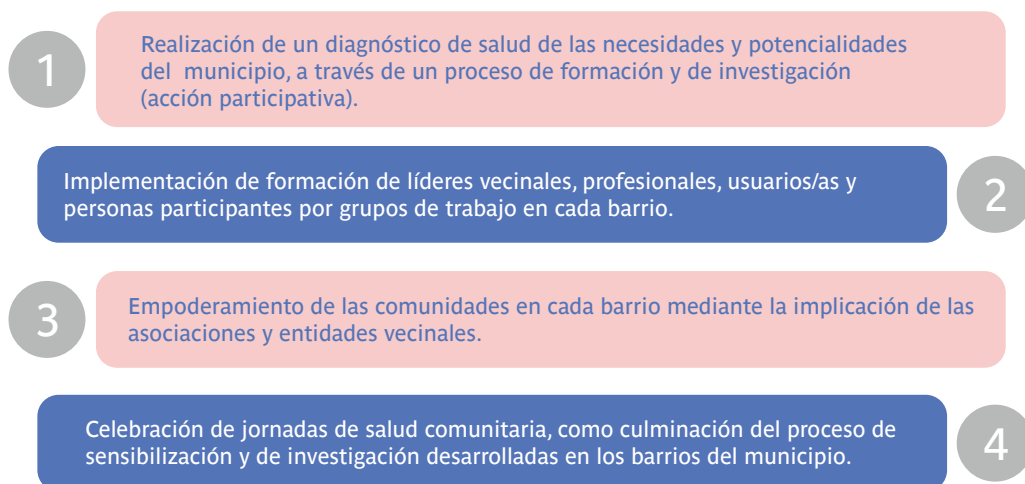 1
Realización de un diagnóstico de salud de las necesidades y potencialidades
del municipio, a través de un proceso de formación y de investigación
(acción participativa).
Implementación de formación de líderes vecinales, profesionales, usuarios/as y
personas participantes por grupos de trabajo en cada barrio.
2
3
Empoderamiento de las comunidades en cada barrio mediante la implicación de las
asociaciones y entidades vecinales.
Celebración de jornadas de salud comunitaria, como culminación del proceso de
sensibilización y de investigación desarrolladas en los barrios del municipio.
4